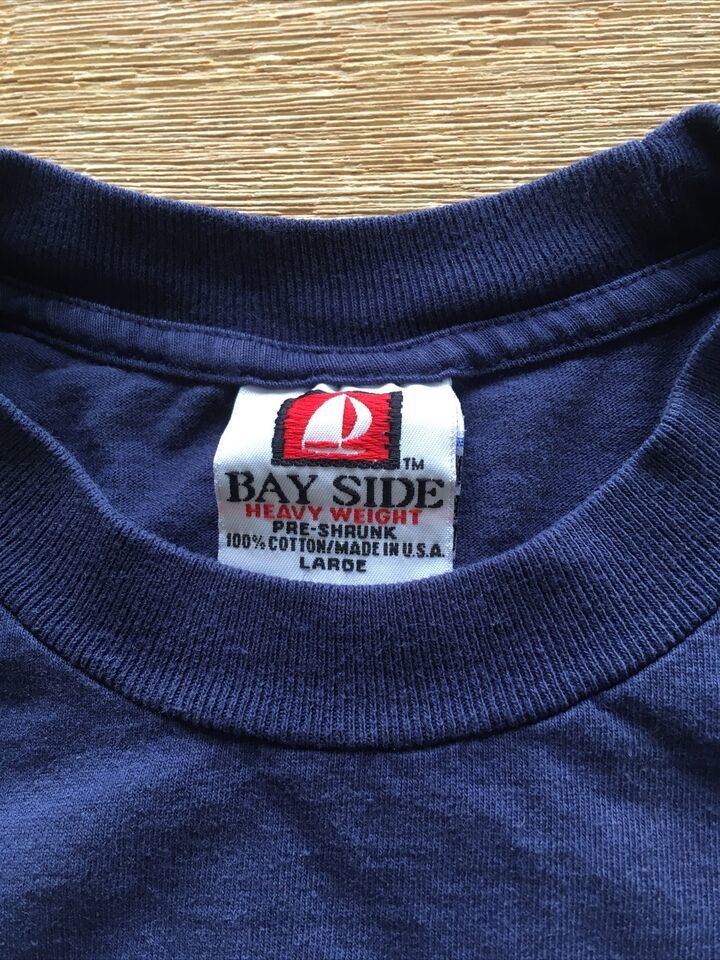 TM
BAY SIDE
HEAVY WEIGHT
PRE-SHRUNK
100% COTTON/MADE IN U.S.A.
LARGE